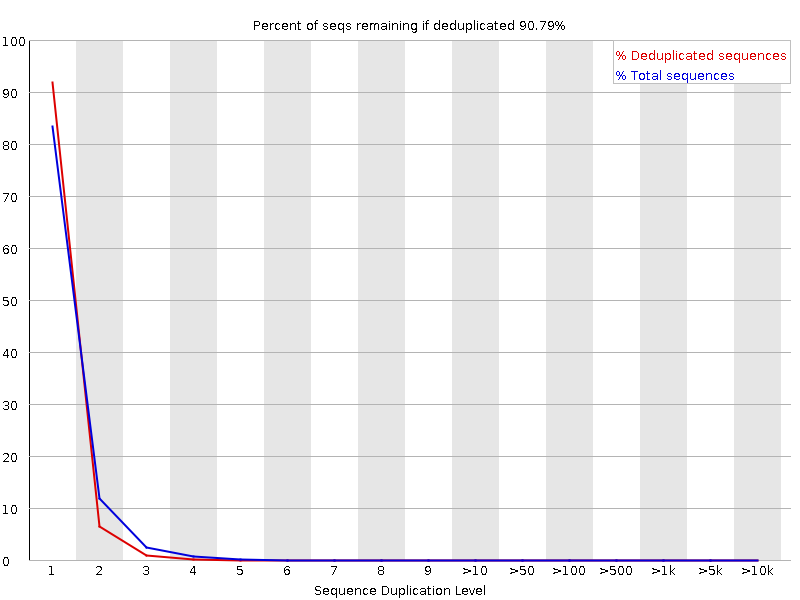 Percent of seqs remaining if deduplicated 90.79%
% Deduplicated sequences
% Total sequences
100
90
80
70
60
50
40
30
20
10
0
1 2 3 4 5 6 7 8 9 >10 >50 >100 >500 >1k >5k >10k
Sequence Duplication Level